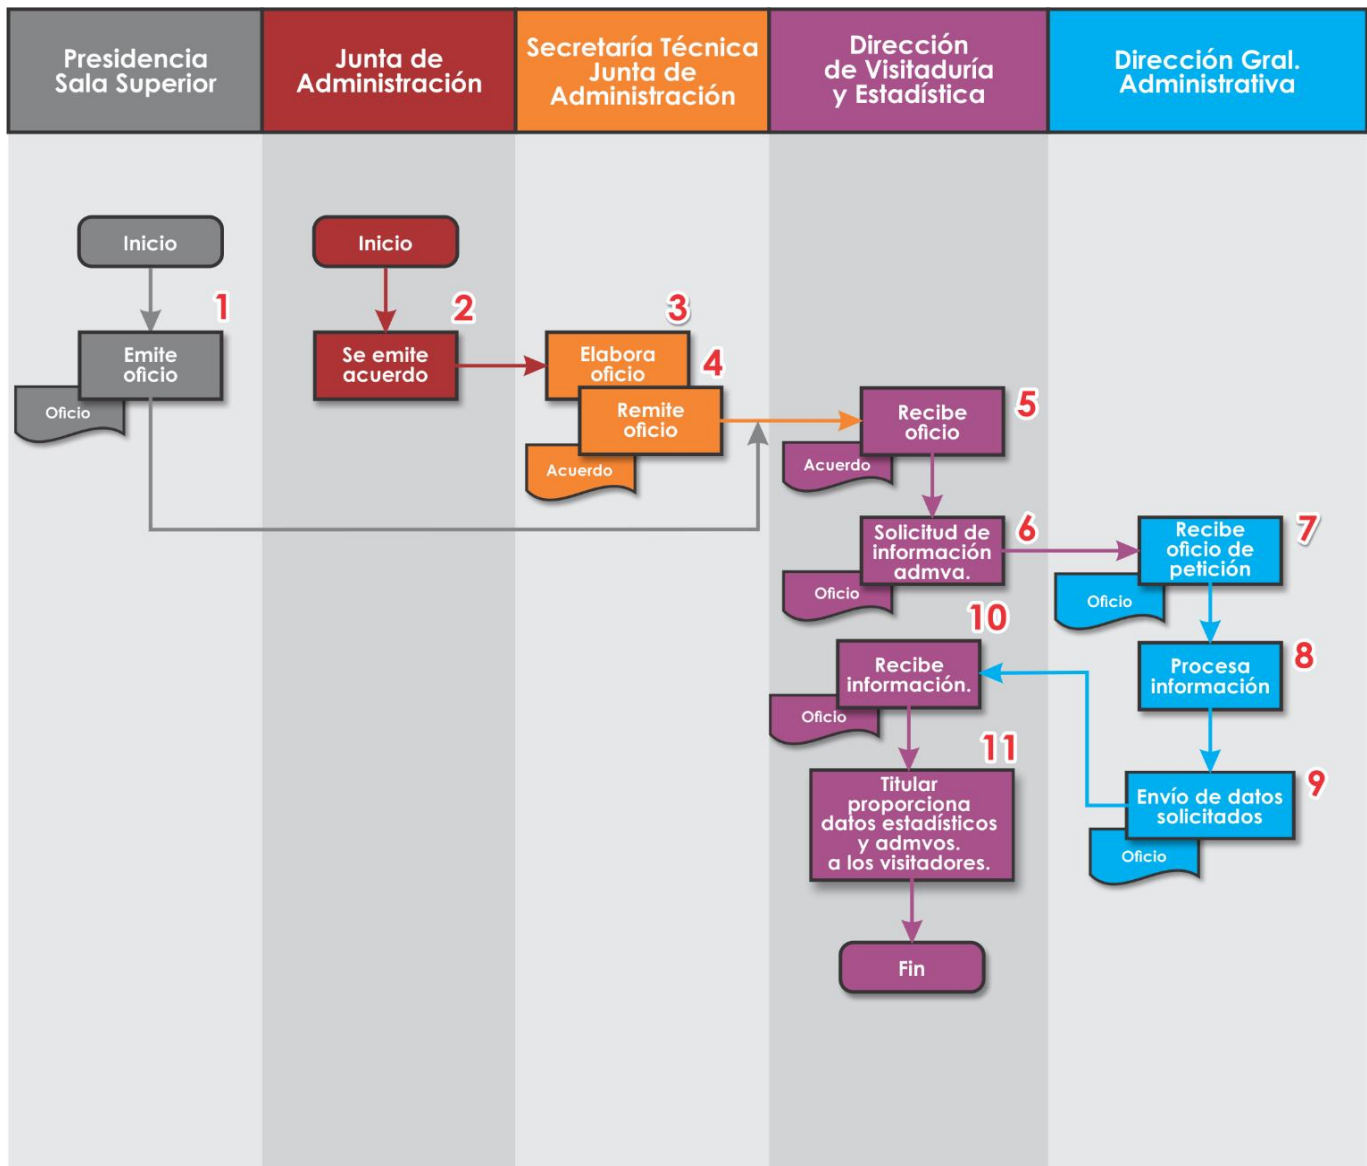 Presidencia
Sala Superior
Junta de
Administración
Secretaría Técnica
Junta de
Administración
Dirección
de Visitaduría
y Estadística
Dirección Gral.
Administrativa
Inicio
Inicio
1
Emite
oficio
Oficio
2
Se emite
acuerdo
3
Elabora
oficio
4
Remite
oficio
Acuerdo
5
Recibe
oficio
Acuerdo
6
Solicitud de
información
admva.
Oficio
7
Recibe
oficio de
petición
Oficio
8
Procesa
información
9
Envío de datos
solicitados
Oficio
10
Recibe
información.
Oficio
11
Titular
proporciona
datos estadísticos
y admvos.
a los visitadores.
Fin